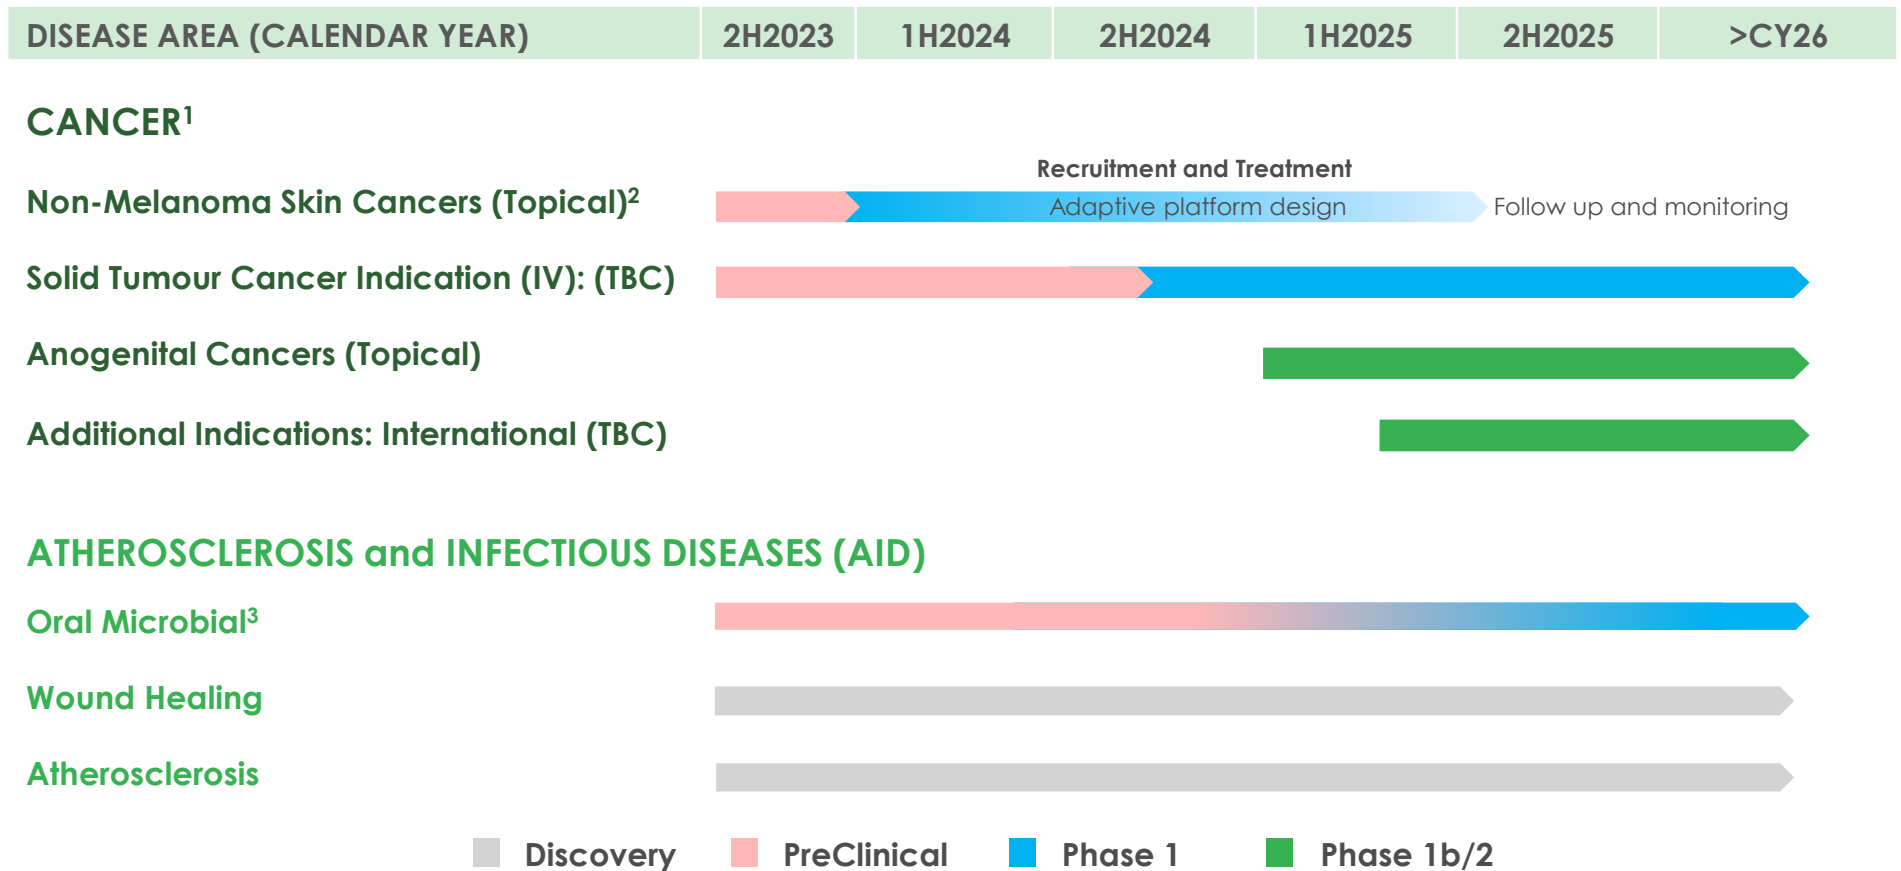 DISEASE AREA (CALENDAR YEAR) 2H2023 1H2024 2H2024 1H2025 2H2025 >CY26
CANCER¹
Recruitment and Treatment
Non-Melanoma Skin Cancers (Topical)² Adaptive platform design Follow up and monitoring
Solid Tumour Cancer Indication (IV): (TBC)
Anogenital Cancers (Topical)
Additional Indications: International (TBC)
ATHEROSCLEROSIS and INFECTIOUS DISEASES (AID)
Oral Microbial³
Wound Healing
Atherosclerosis
Discovery PreClinical Phase 1 Phase 1b/2